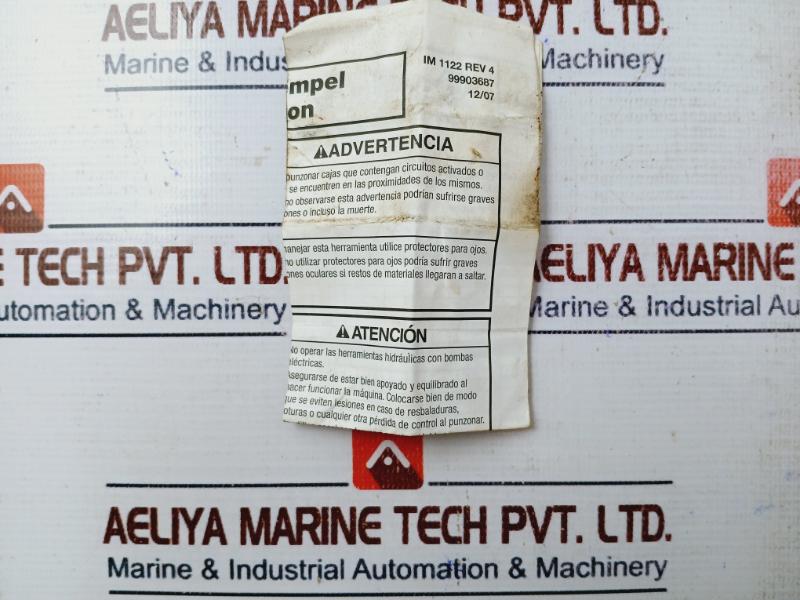 AELIYA MARINE TECH PVT.
Marine & Machinery
IM 1122 REV 4
99903687
12/07
mpel
on
⚠ADVERTENCIA
punzonar cajas que contengan circuitos activados o
se encuentren en las proximidades de los mismos.
no observarse esta advertencia podrían sufrirse graves
ones o incluso la muerte.
manejar esta herramienta utilice protectores para ojos.
no utilizar protectores para ojos podría sufrir graves
ones oculares si restos de materiales llegaran a saltar.
⚠ATENCIÓN
No operar las herramientas hidráulicas con bombas
eléctricas.
Asegurarse de estar bien apoyado y equilibrado al
hacer funcionar la máquina. Colocarse bien de modo
que se eviten lesiones en caso de resbaladuras,
oturas o cualquier otra pérdida de control al punzonar.
E TECH PVT. LTD.
utomation & Machinery
AELIYA MARINE
Marine & Industrial Au
AELIYA MARINE TECH PVT. LTD.
Marine & Industrial Automation & Machinery